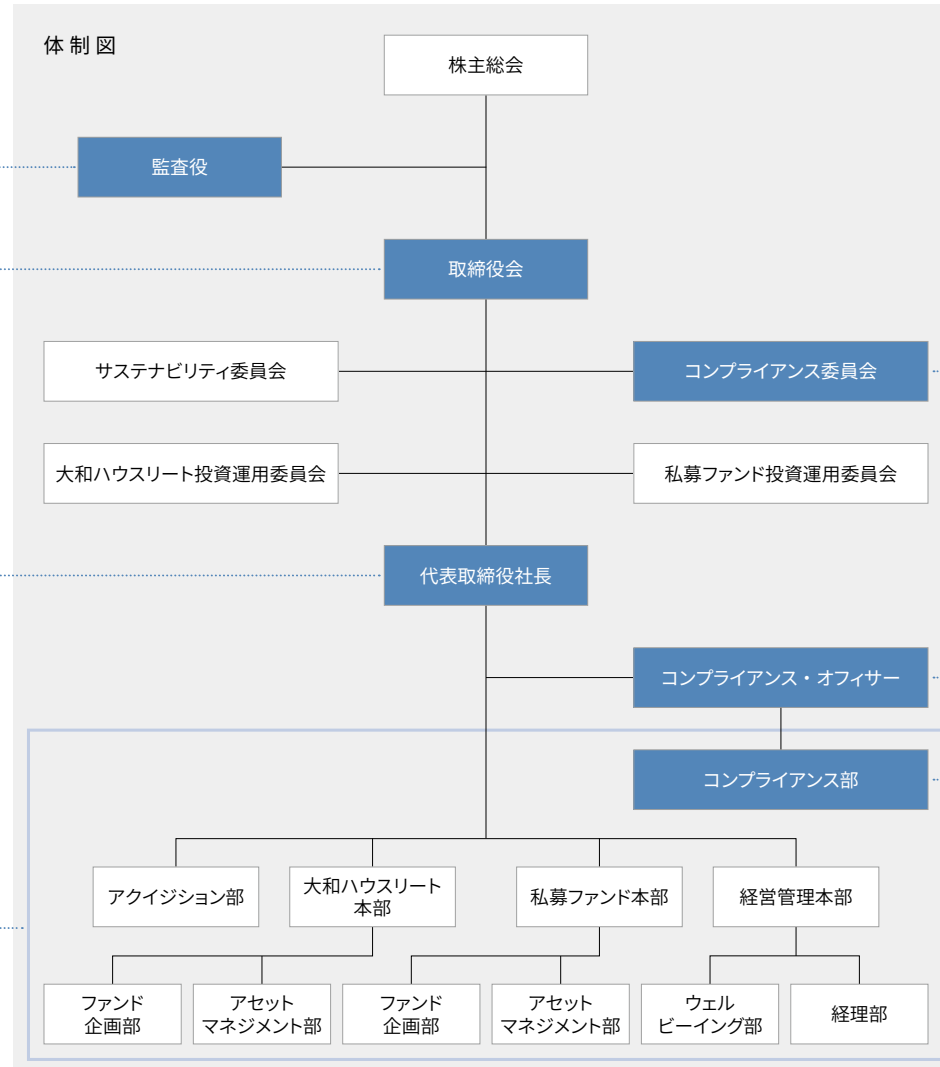 体制図
株主総会
監査役
取締役会
サステナビリティ委員会
コンプライアンス委員会
大和ハウスリート投資運用委員会
私募ファンド投資運用委員会
代表取締役社長
コンプライアンス・オフィサー
コンプライアンス部
アクイジション部
大和ハウスリート
本部
私募ファンド本部
経営管理本部
ファンド
企画部
アセット
マネジメント部
ファンド
企画部
アセット
マネジメント部
ウェル
ビーイング部
経理部